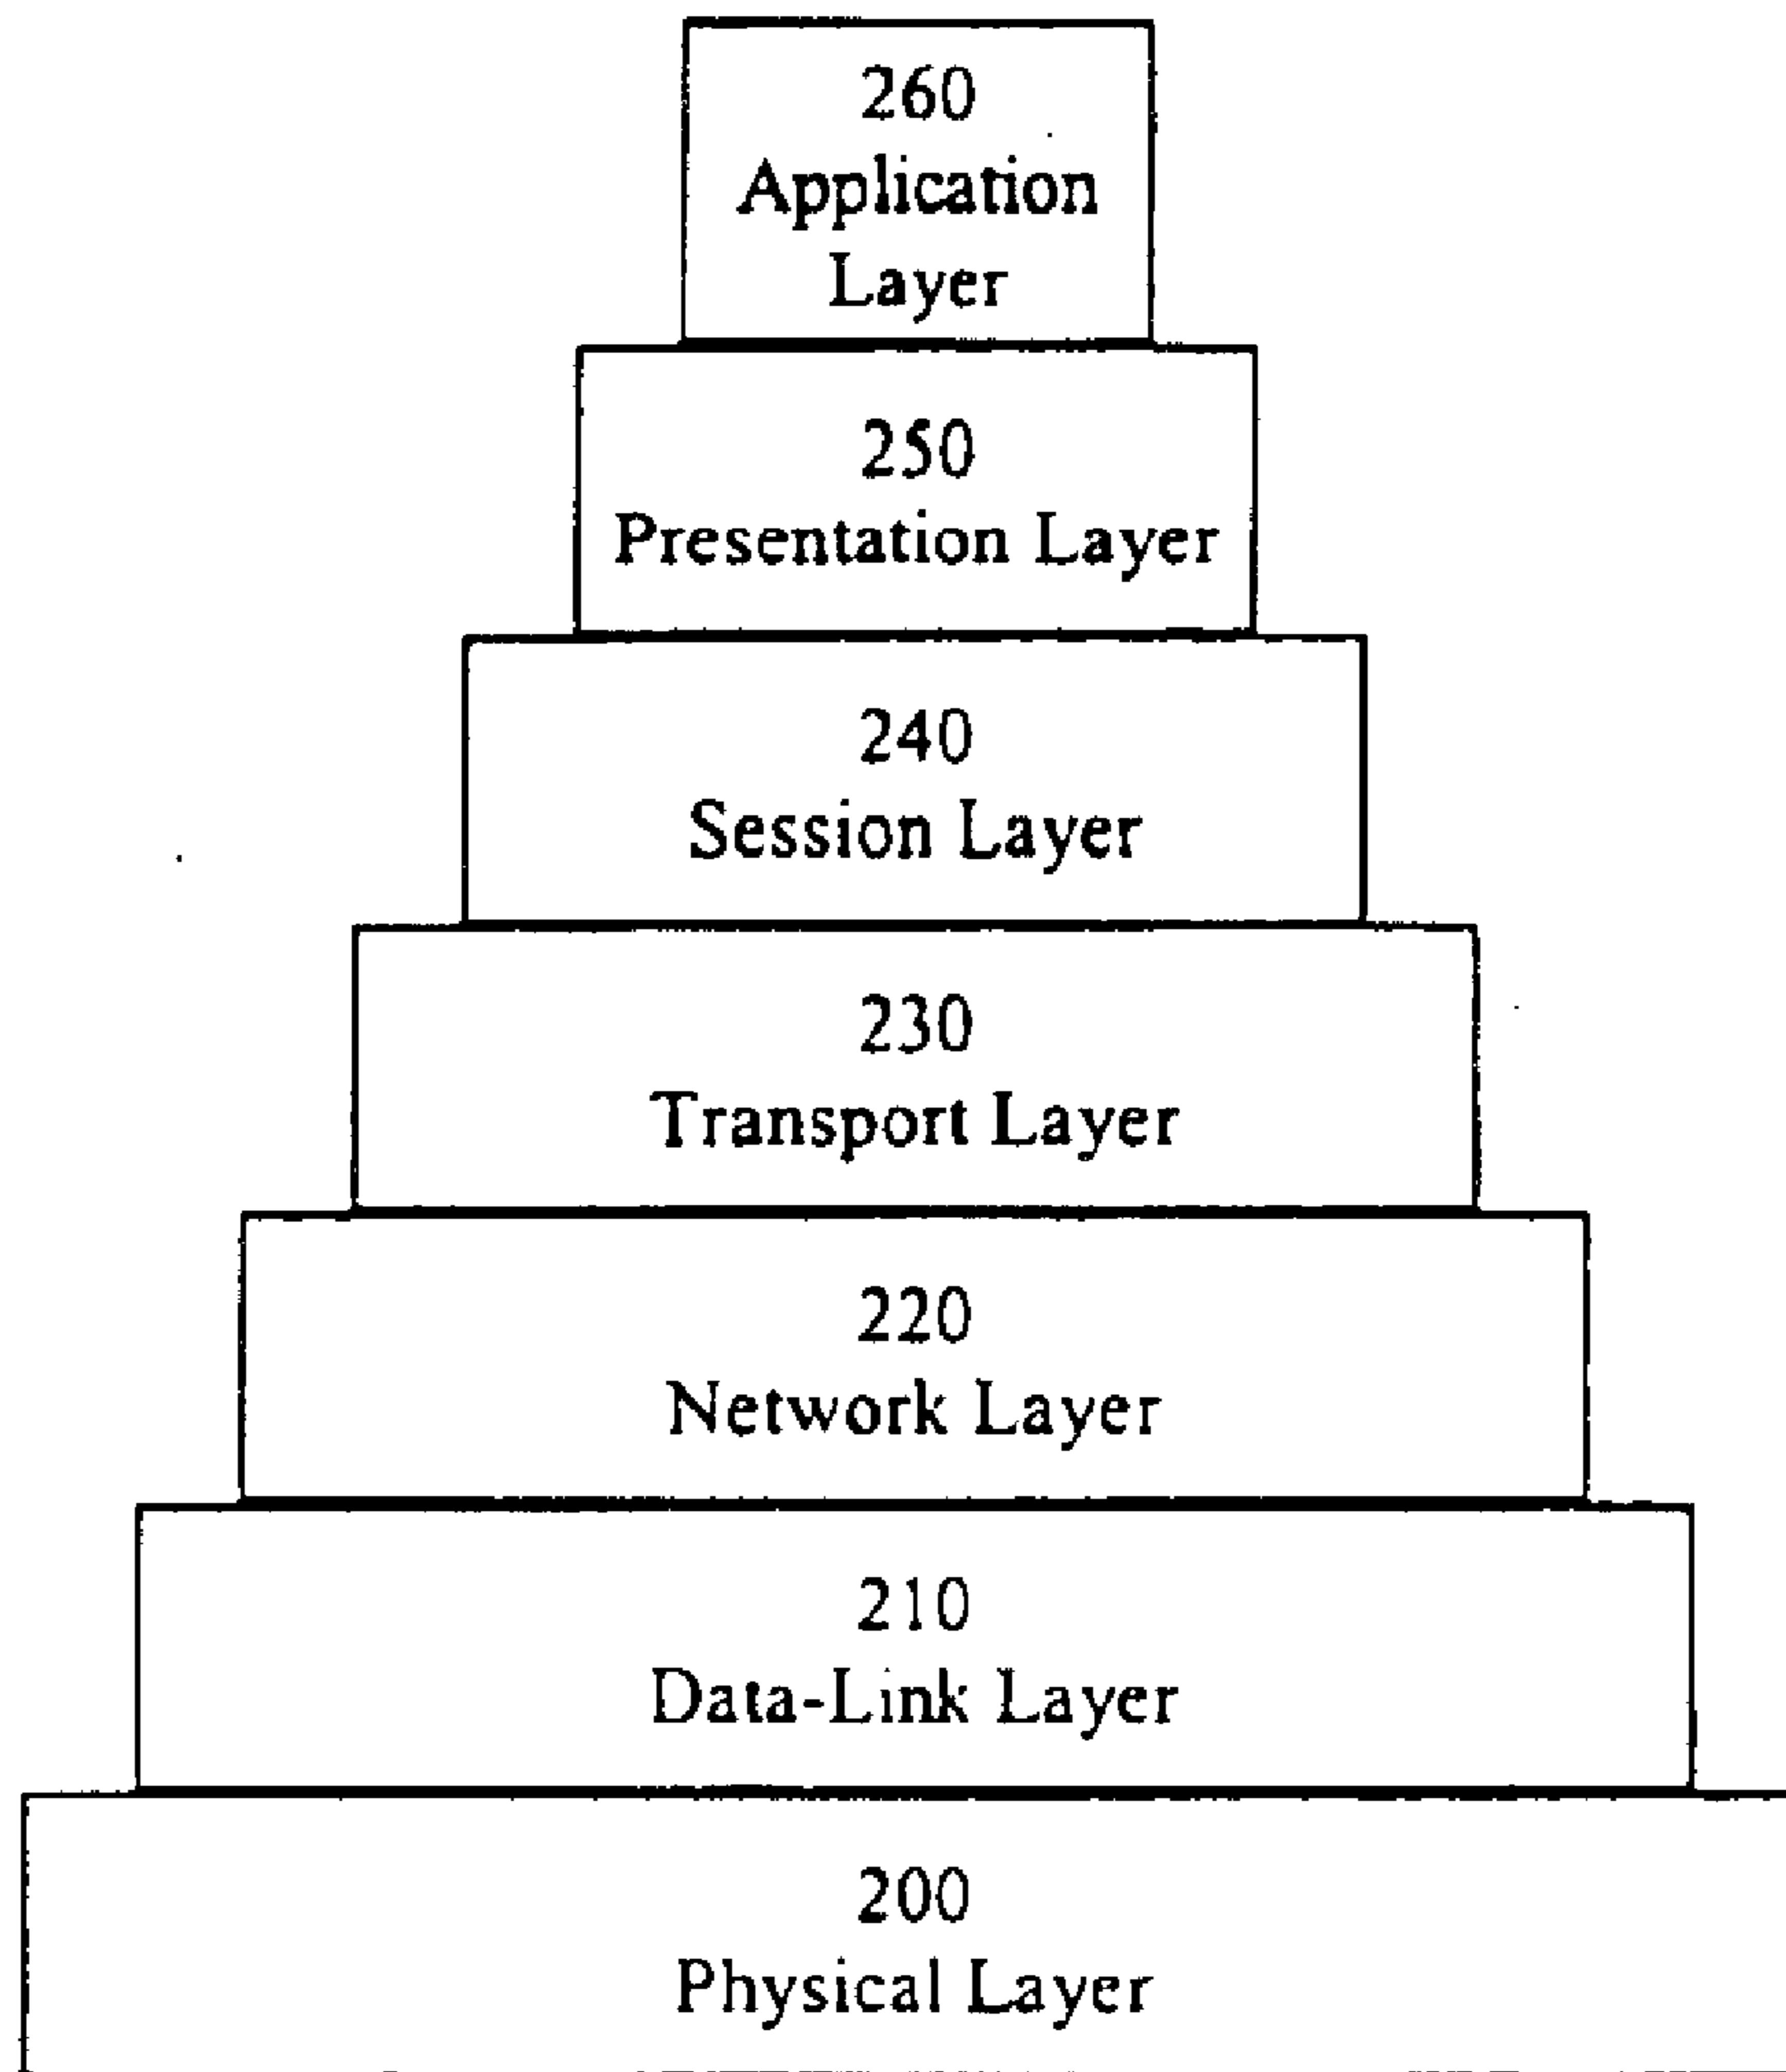 260
Application
Layer
250
Presentation Layer
240
Session Layer
230
Transport Layer
220
Network Layer
210
Data-Link Layer
200
Physical Layer